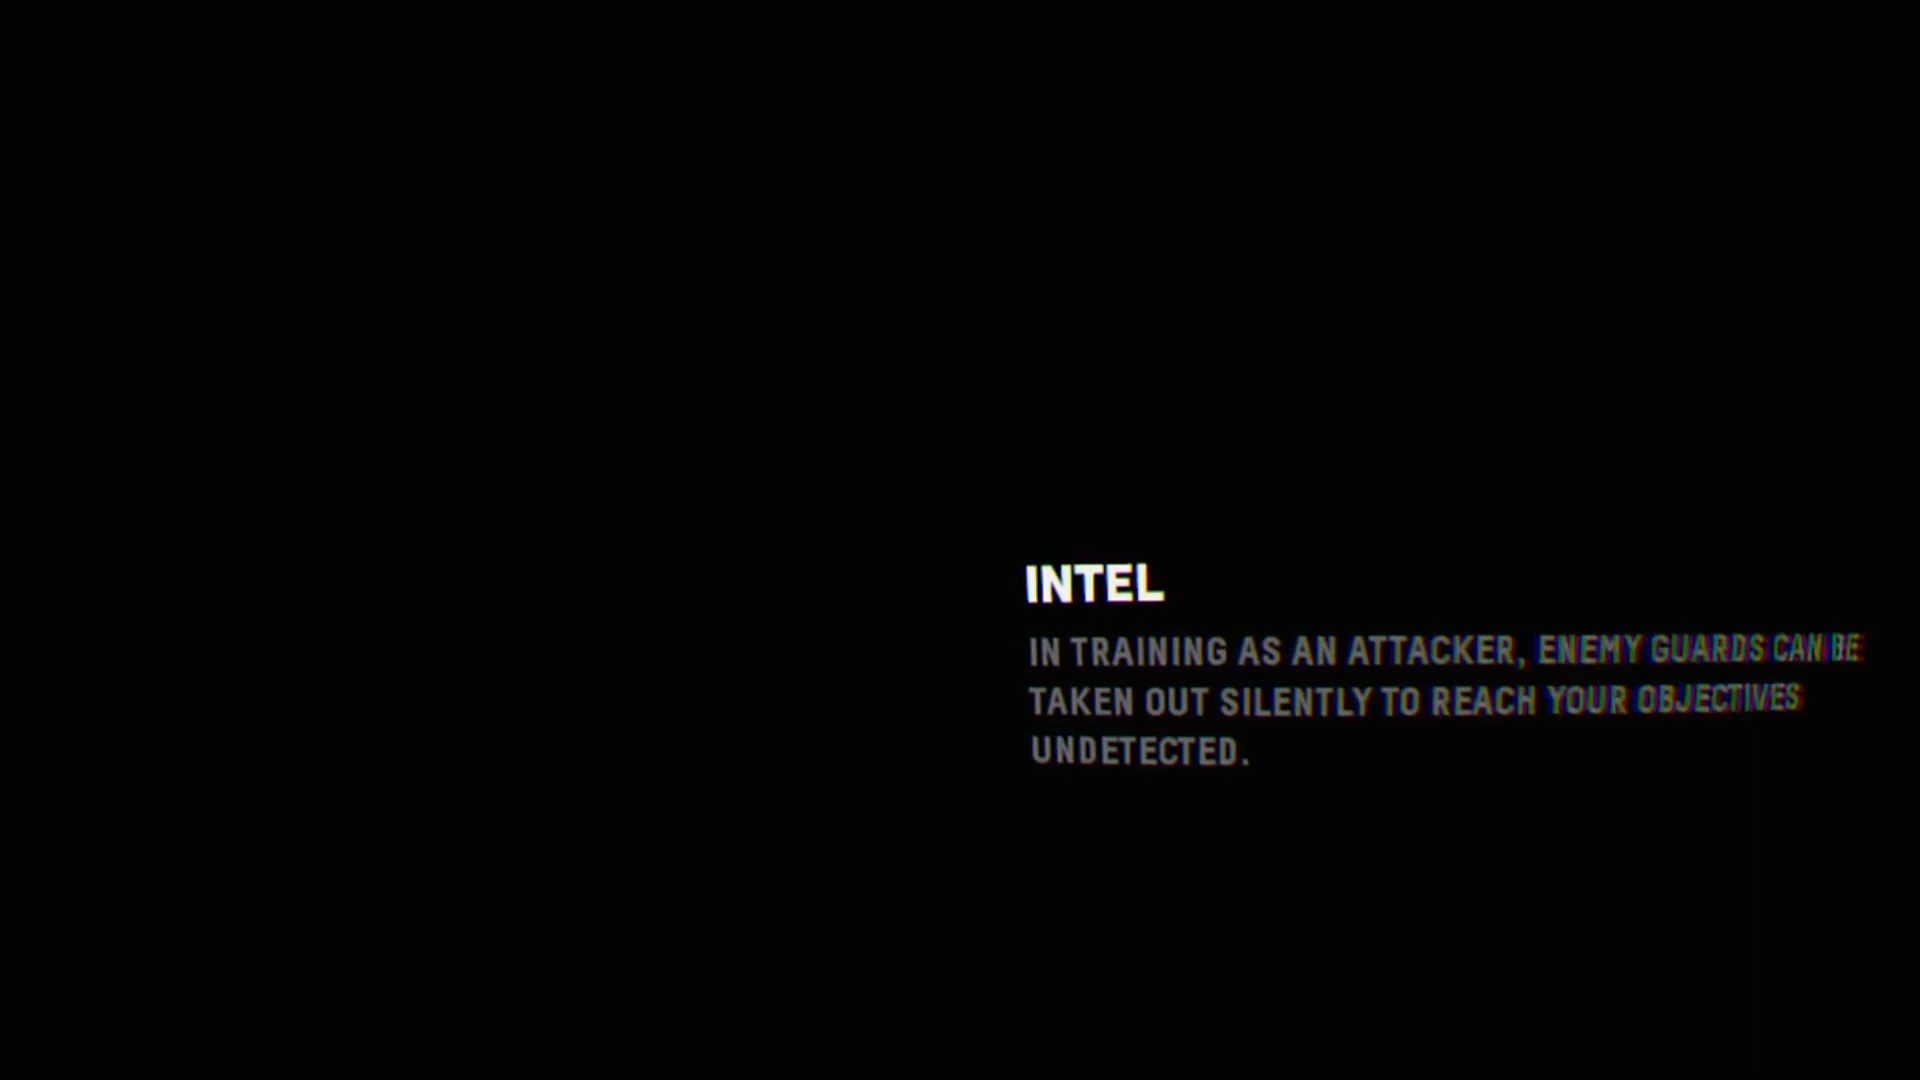 INTEL
IN TRAINING AS AN ATTACKER, ENEMY GUARDS CAN BE
TAKEN OUT SILENTLY TO REACH YOUR OBJECTIVES
UNDETECTED.